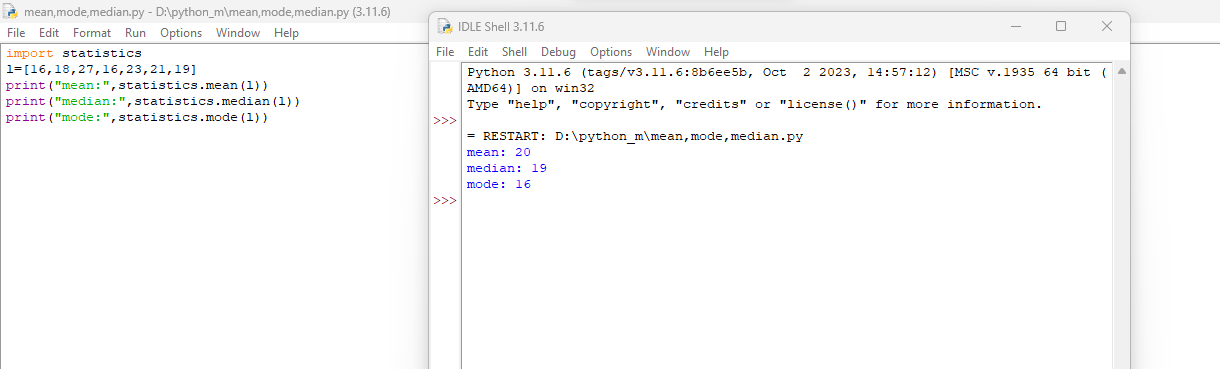 mean,mode,median.py - D:\python_m\mean,mode,median.py (3.11.6)
File Edit Format Run Options Window Help
import statistics
l=[16,18,27,16,23,21,19]
print("mean:",statistics.mean(l))
print("median:",statistics.median(l))
print("mode:",statistics.mode(l))
IDLE Shell 3.11.6
File Edit Shell Debug Options Window Help
Python 3.11.6 (tags/v3.11.6:8b6ee5b, Oct  2 2023, 14:57:12) [MSC v.1935 64 bit (
AMD64)] on win32
Type "help", "copyright", "credits" or "license()" for more information.
>>>
= RESTART: D:\python_m\mean,mode,median.py
mean: 20
median: 19
mode: 16
>>>